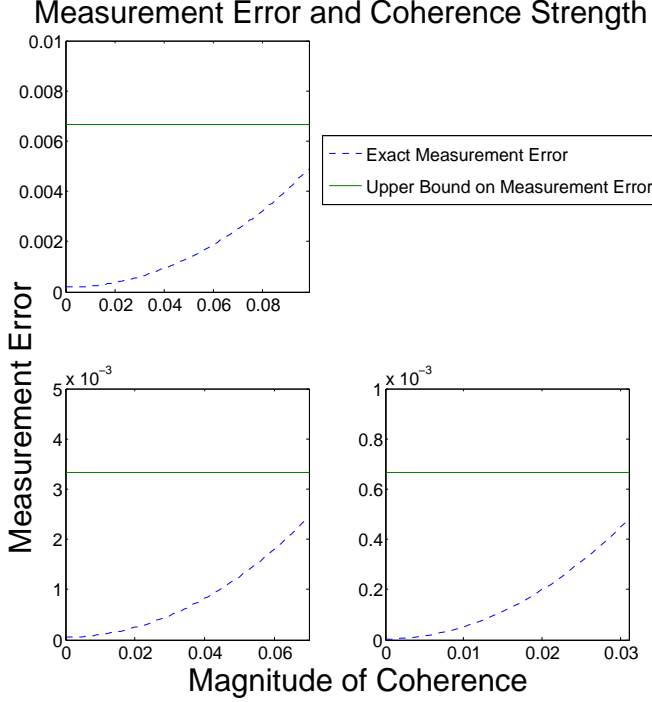 Measurement Error and Coherence Strength
0.01
0.008
0.006
0.004
0.002
0
0 0.02 0.04 0.06 0.08
Exact Measurement Error
Upper Bound on Measurement Error
Measurement Error
x 10⁻³
5
4
3
2
1
0
0 0.02 0.04 0.06
x 10⁻³
1
0.8
0.6
0.4
0.2
0
0 0.01 0.02 0.03
Magnitude of Coherence